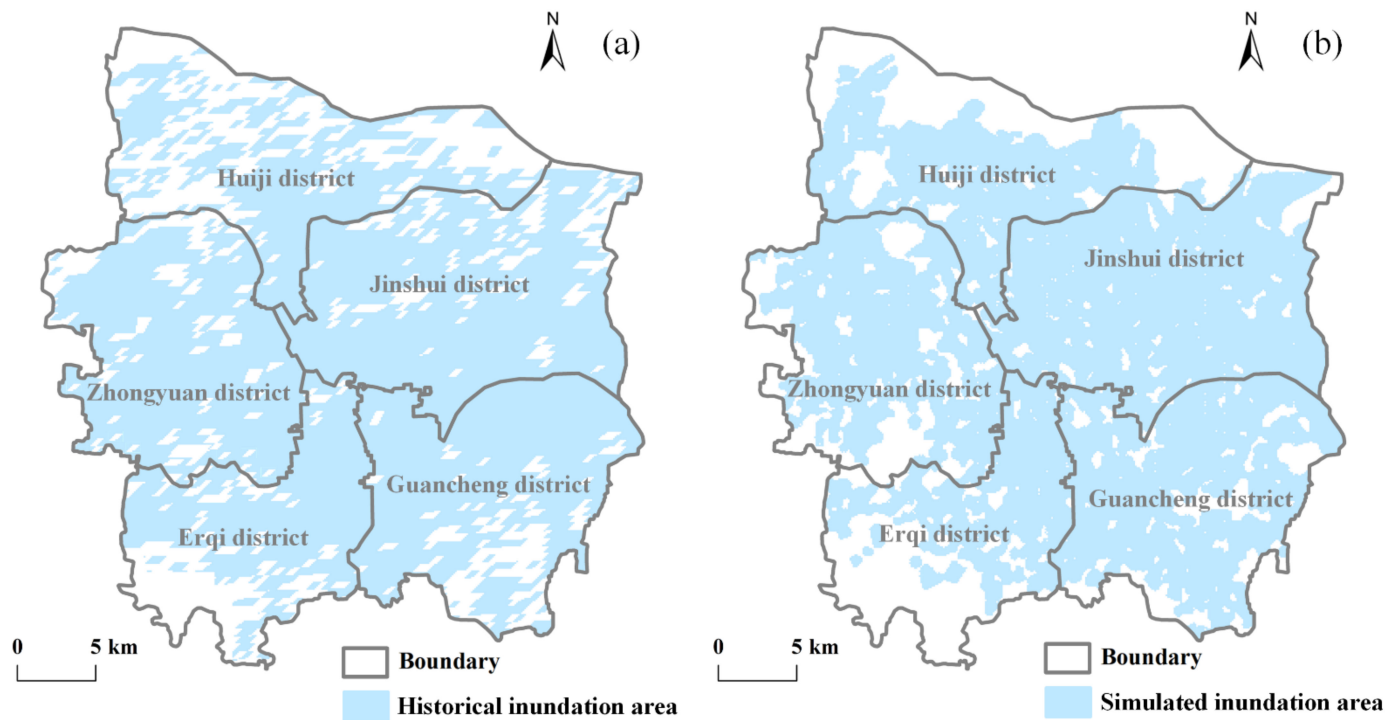 N
(a)
Huiji district
Jinshui district
Zhongyuan district
Guancheng district
Erqi district
0 5 km
Boundary
Historical inundation area
N
(b)
Huiji district
Jinshui district
Zhongyuan district
Guancheng district
Erqi district
0 5 km
Boundary
Simulated inundation area